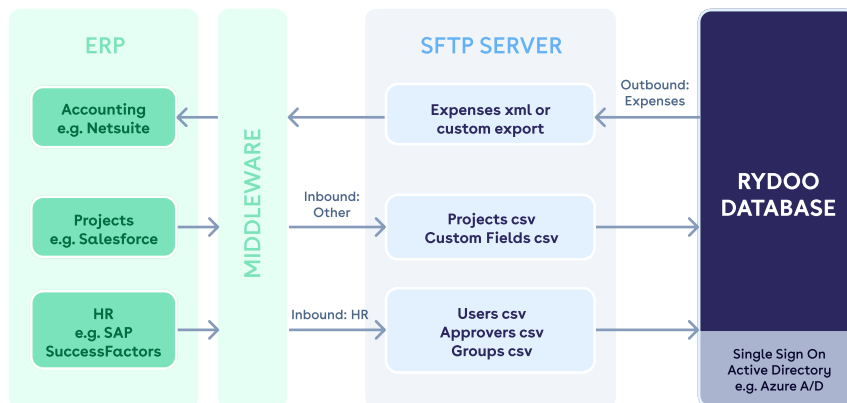 ERP
SFTP SERVER
Outbound:
Expenses
Accounting
e.g. Netsuite
Expenses xml or
custom export
MIDDLEWARE
RYDOO
DATABASE
Inbound:
Other
Projects
e.g. Salesforce
Projects csv
Custom Fields csv
HR
e.g. SAP
SuccessFactors
Inbound: HR
Users csv
Approvers csv
Groups csv
Single Sign On
Active Directory
e.g. Azure A/D